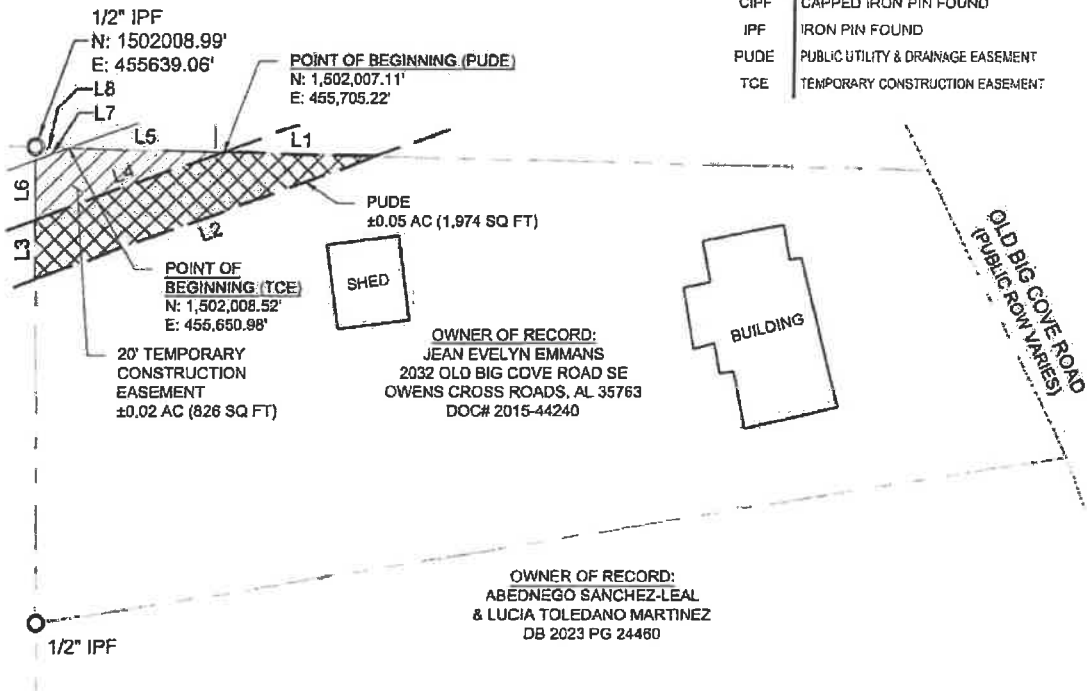 CIPF CAPPED IRON PIN FOUND
IPF IRON PIN FOUND
PUDE PUBLIC UTILITY & DRAINAGE EASEMENT
TCE TEMPORARY CONSTRUCTION EASEMENT
1/2" IPF
N: 1502008.99'
E: 455639.06'
L8
L7
POINT OF BEGINNING (PUDE)
N: 1,502,007.11'
E: 455,705.22'
L5
L1
L4
L6
L3
L2
PUDE
±0.05 AC (1,974 SQ FT)
POINT OF
BEGINNING (TCE)
N: 1,502,008.52'
E: 455,650.98'
20' TEMPORARY
CONSTRUCTION
EASEMENT
±0.02 AC (826 SQ FT)
SHED
BUILDING
OWNER OF RECORD:
JEAN EVELYN EMMANS
2032 OLD BIG COVE ROAD SE
OWENS CROSS ROADS, AL 35763
DOC# 2015-44240
OLD BIG COVE ROAD
(PUBLIC ROW VARIES)
OWNER OF RECORD:
ABEDNEGO SANCHEZ-LEAL
& LUCIA TOLEDANO MARTINEZ
DB 2023 PG 24460
1/2" IPF